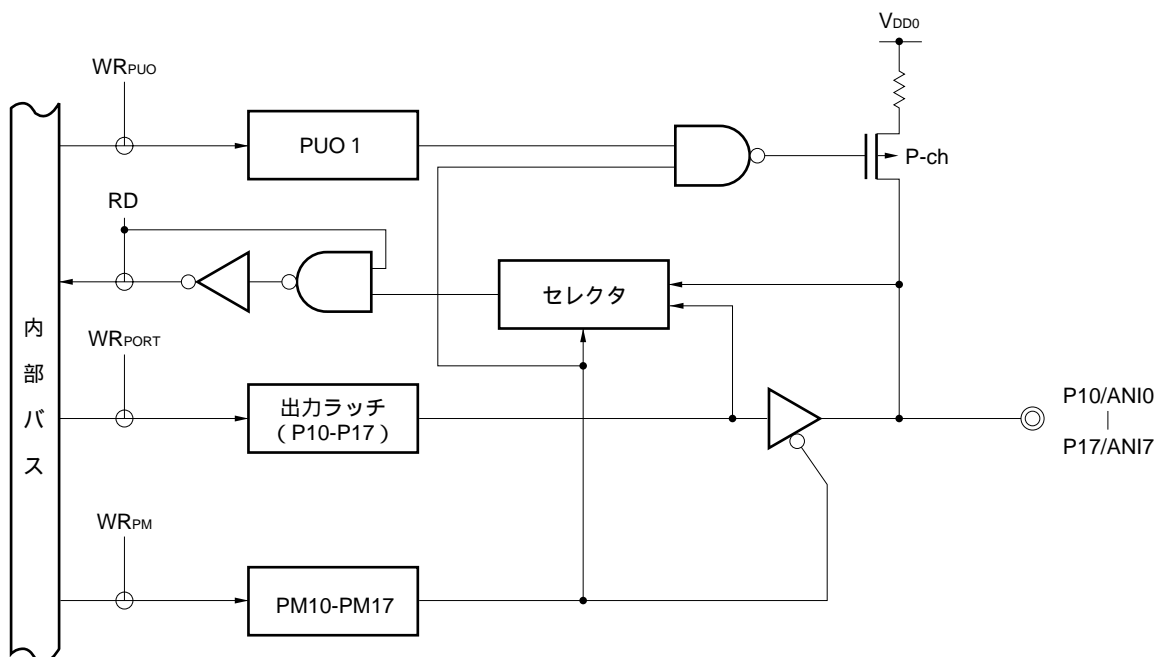 VDD0
WRPUO
PUO 1
P-ch
RD
セレクタ
内部バス
WRPORT
出力ラッチ
( P10-P17 )
P10/ANI0
|
P17/ANI7
WRPM
PM10-PM17